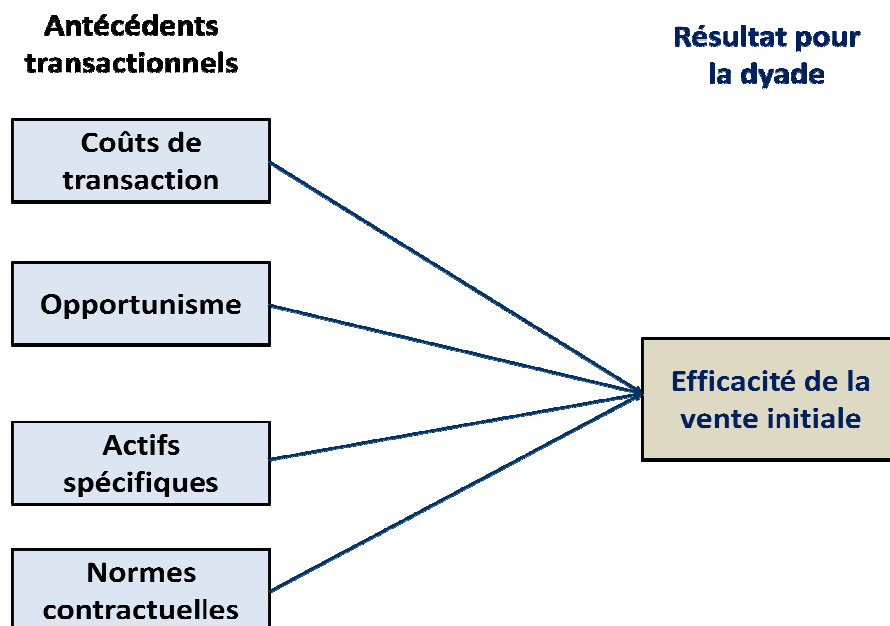 Antécédents
transactionnels
Résultat pour
la dyade
Coûts de
transaction
Opportunisme
Efficacité de la
vente initiale
Actifs
spécifiques
Normes
contractuelles